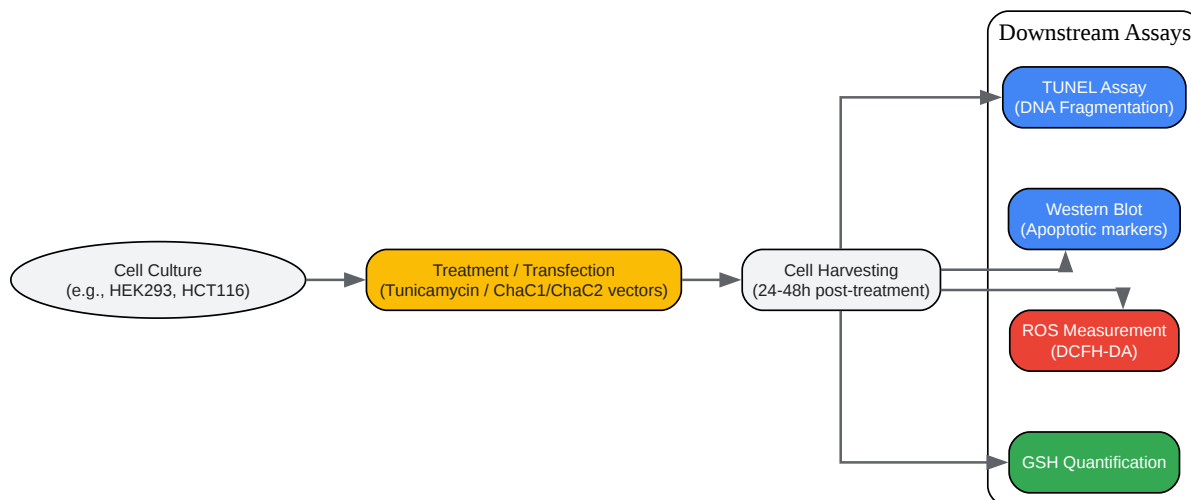 Downstream Assays
TUNEL Assay
(DNA Fragmentation)
Western Blot
(Apoptotic markers)
Cell Culture
(e.g., HEK293, HCT116)
Treatment / Transfection
(Tunicamycin / ChaC1/ChaC2 vectors)
Cell Harvesting
(24-48h post-treatment)
ROS Measurement
(DCFH-DA)
GSH Quantification